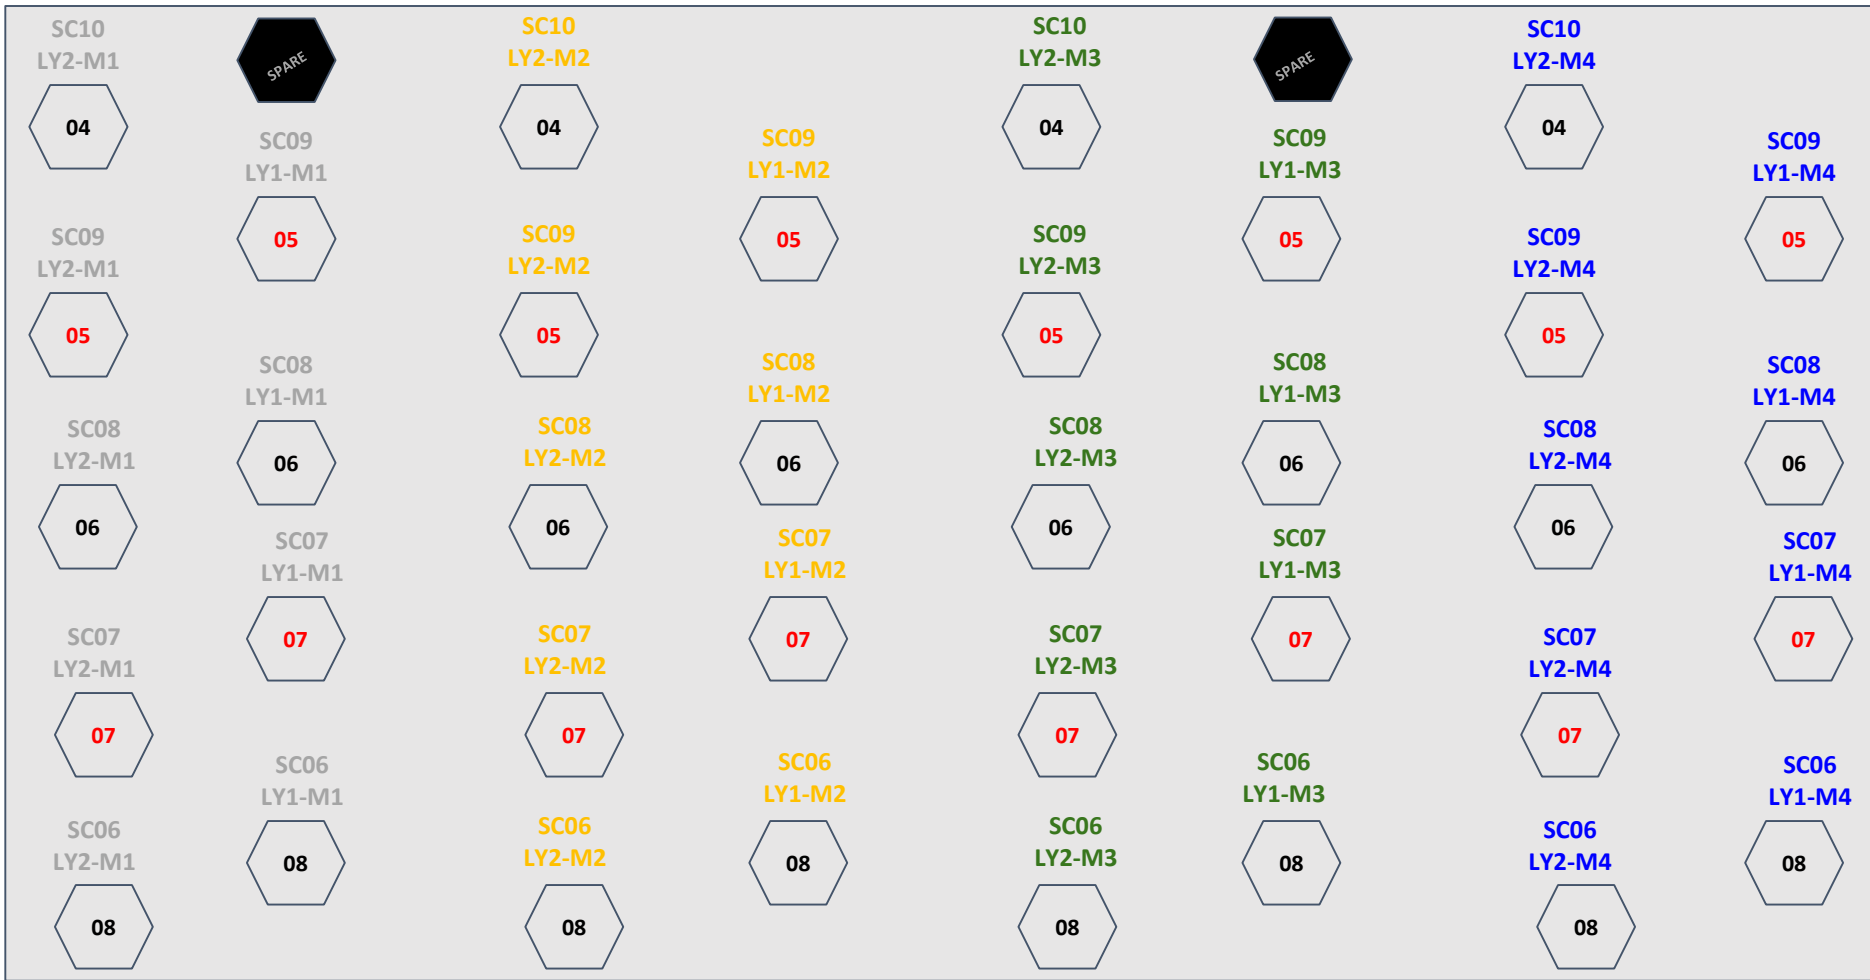 SC10
LY2-M1
SPARE
SC10
LY2-M2
SC10
LY2-M3
SPARE
SC10
LY2-M4
04
04
04
04
SC09
LY1-M1
SC09
LY1-M2
SC09
LY1-M3
SC09
LY1-M4
05
05
05
05
SC09
LY2-M1
SC09
LY2-M2
SC09
LY2-M3
SC09
LY2-M4
05
05
05
05
SC08
LY1-M1
SC08
LY1-M2
SC08
LY1-M3
SC08
LY1-M4
06
06
06
06
SC08
LY2-M1
SC08
LY2-M2
SC08
LY2-M3
SC08
LY2-M4
06
06
06
06
SC07
LY1-M1
SC07
LY1-M2
SC07
LY1-M3
SC07
LY1-M4
07
07
07
07
SC07
LY2-M1
SC07
LY2-M2
SC07
LY2-M3
SC07
LY2-M4
07
07
07
07
SC06
LY1-M1
SC06
LY1-M2
SC06
LY1-M3
SC06
LY1-M4
08
08
08
08
SC06
LY2-M1
SC06
LY2-M2
SC06
LY2-M3
SC06
LY2-M4
08
08
08
08